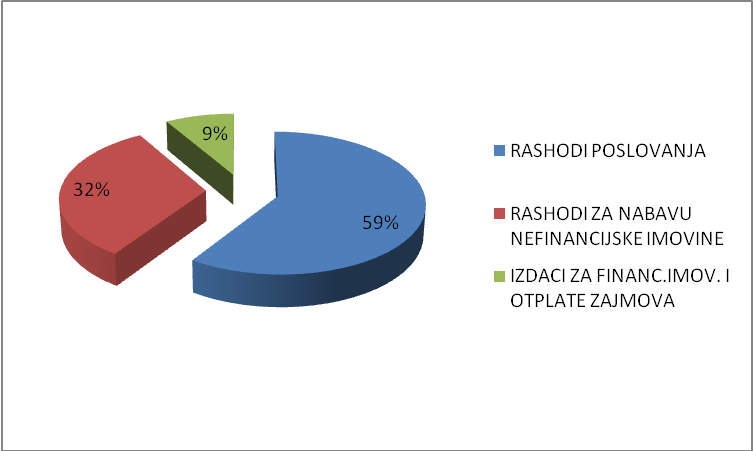 9%
32%
59%
RASHODI POSLOVANJA
RASHODI ZA NABAVU
NEFINANCIJSKE IMOVINE
IZDACI ZA FINANC.IMOV. I
OTPLATE ZAJMOVA